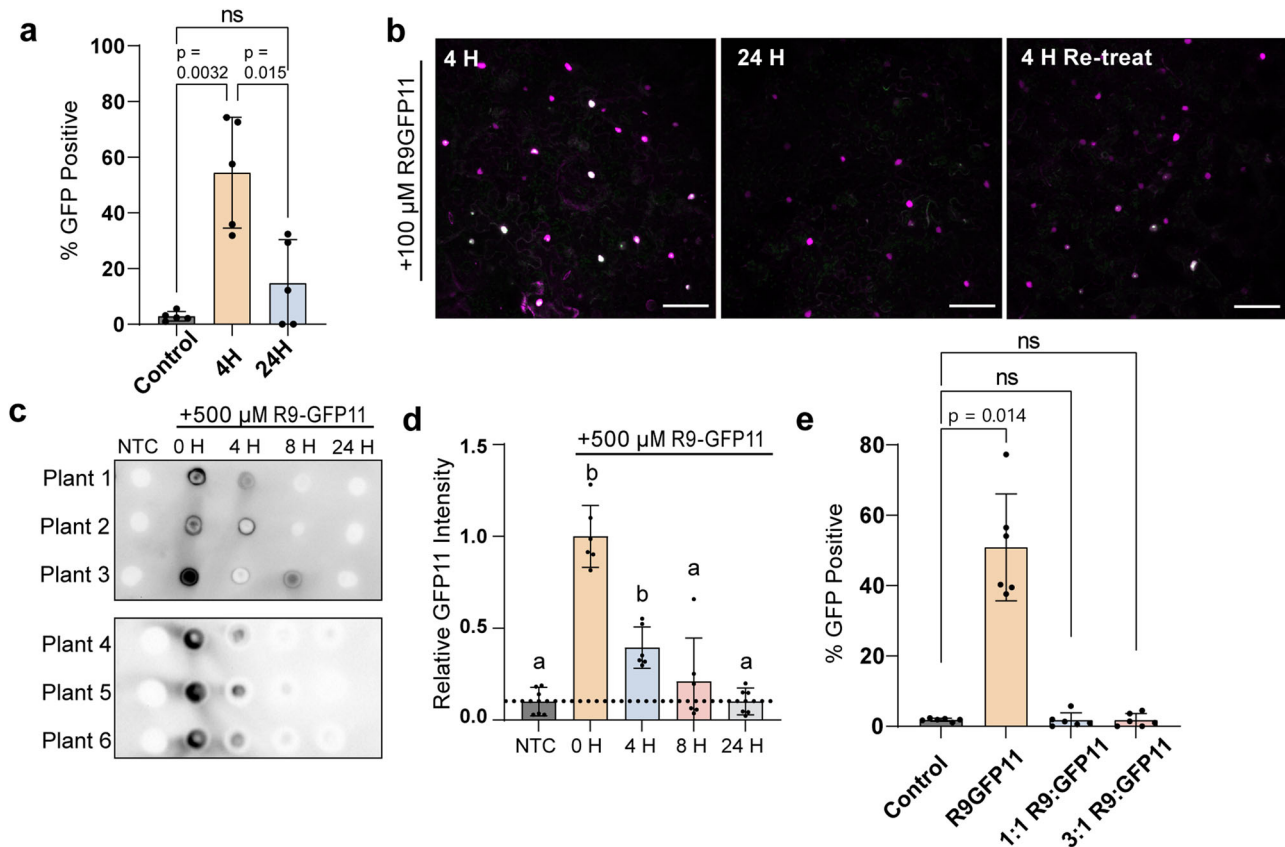 a
ns
p =
0.0032
p =
0.015
% GFP Positive
100
80
60
40
20
0
Control
4H
24H
b
+100 µM R9GFP11
4 H
24 H
4 H Re-treat
c
+500 µM R9-GFP11
NTC
0 H
4 H
8 H
24 H
Plant 1
Plant 2
Plant 3
Plant 4
Plant 5
Plant 6
d
+500 µM R9-GFP11
Relative GFP11 Intensity
1.5
1.0
0.5
0.0
a
b
b
a
a
NTC
0 H
4 H
8 H
24 H
e
ns
ns
p = 0.014
% GFP Positive
80
60
40
20
0
Control
R9GFP11
1:1 R9:GFP11
3:1 R9:GFP11